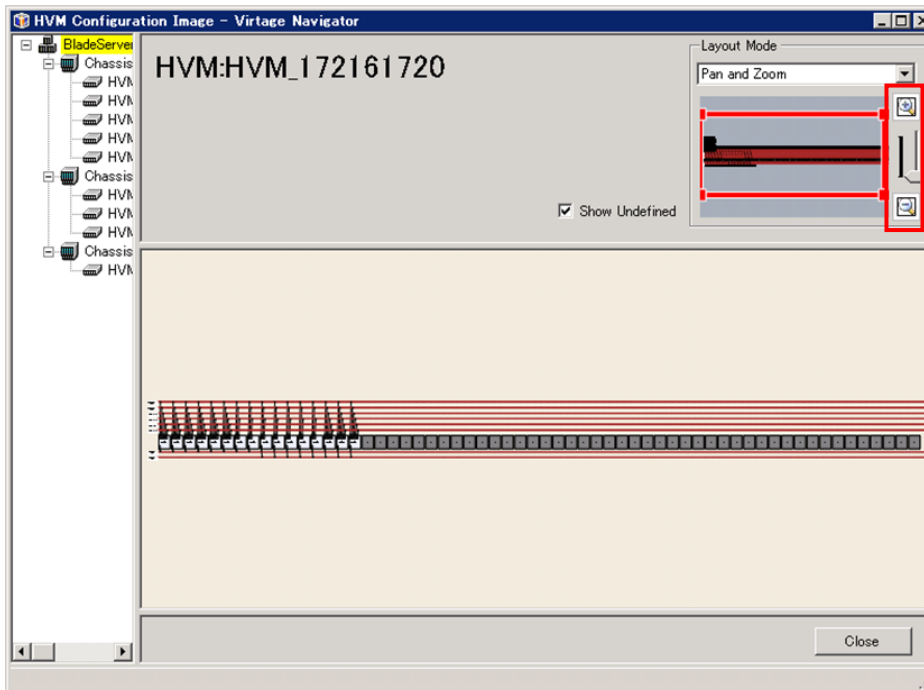 HVM Configuration Image - Virtage Navigator
BladeServer
Chassis
HVM
HVM
HVM
HVM
HVM
Chassis
HVM
HVM
HVM
Chassis
HVM
HVM:HVM_172161720
Layout Mode
Pan and Zoom
Show Undefined
Close